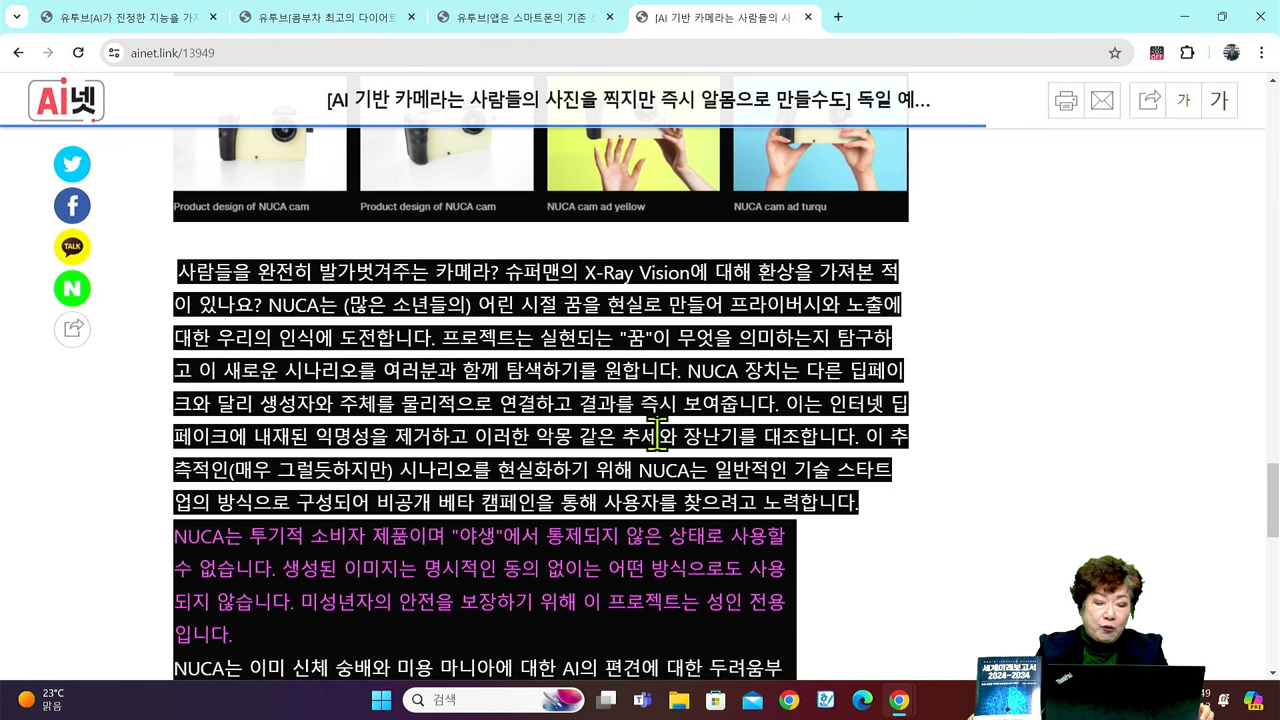 유투브[AI가 진정한 지능을 가지
유투브[콤부차 최고의 다이어트
유투브[앱은 스마트폰의 기존
[AI 기반 카메라는 사람들의 사
ainet.link/13949
OFF
Ai넷
[AI 기반 카메라는 사람들의 사진을 찍지만 즉시 알몸으로 만들수도] 독일 예...
가
가
TALK
N
Product design of NUCA cam
Product design of NUCA cam
NUCA cam ad yellow
NUCA cam ad turqu
사람들을 완전히 발가벗겨주는 카메라? 슈퍼맨의 X-Ray Vision에 대해 환상을 가져본 적
이 있나요? NUCA는 (많은 소년들의) 어린 시절 꿈을 현실로 만들어 프라이버시와 노출에
대한 우리의 인식에 도전합니다. 프로젝트는 실현되는 "꿈"이 무엇을 의미하는지 탐구하
고 이 새로운 시나리오를 여러분과 함께 탐색하기를 원합니다. NUCA 장치는 다른 딥페이
크와 달리 생성자와 주체를 물리적으로 연결하고 결과를 즉시 보여줍니다. 이는 인터넷 딥
페이크에 내재된 익명성을 제거하고 이러한 악몽 같은 추세와 장난기를 대조합니다. 이 추
측적인(매우 그럴듯하지만) 시나리오를 현실화하기 위해 NUCA는 일반적인 기술 스타트
업의 방식으로 구성되어 비공개 베타 캠페인을 통해 사용자를 찾으려고 노력합니다.
NUCA는 투기적 소비자 제품이며 "야생"에서 통제되지 않은 상태로 사용할
수 없습니다. 생성된 이미지는 명시적인 동의 없이는 어떤 방식으로도 사용
되지 않습니다. 미성년자의 안전을 보장하기 위해 이 프로젝트는 성인 전용
입니다.
NUCA는 이미 신체 숭배와 미용 마니아에 대한 AI의 편견에 대한 두려움부
세계미래보고서
2024-2034
ThinkPad
23℃
맑음
검색